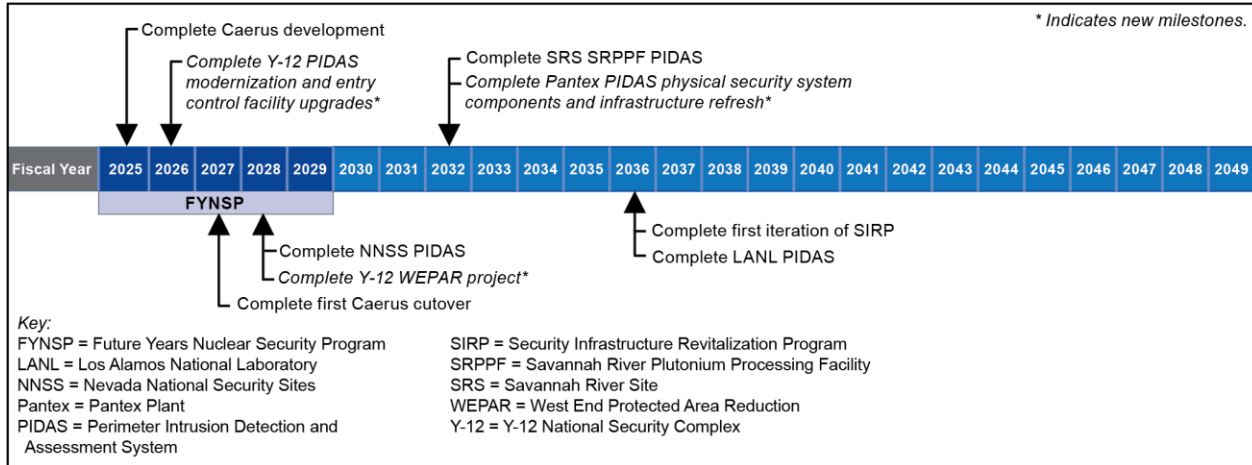 * Indicates new milestones.
Complete Caerus development
Complete Y-12 PIDAS
modernization and entry
control facility upgrades*
Complete SRS SRPPF PIDAS
Complete Pantex PIDAS physical security system
components and infrastructure refresh*
Fiscal Year 2025 2026 2027 2028 2029 2030 2031 2032 2033 2034 2035 2036 2037 2038 2039 2040 2041 2042 2043 2044 2045 2046 2047 2048 2049
FYNSP
Complete NNSS PIDAS
Complete Y-12 WEPAR project*
Complete first Caerus cutover
Complete first iteration of SIRP
Complete LANL PIDAS
Key:
FYNSP = Future Years Nuclear Security Program
LANL = Los Alamos National Laboratory
NNSS = Nevada National Security Sites
Pantex = Pantex Plant
PIDAS = Perimeter Intrusion Detection and
Assessment System
SIRP = Security Infrastructure Revitalization Program
SRPPF = Savannah River Plutonium Processing Facility
SRS = Savannah River Site
WEPAR = West End Protected Area Reduction
Y-12 = Y-12 National Security Complex